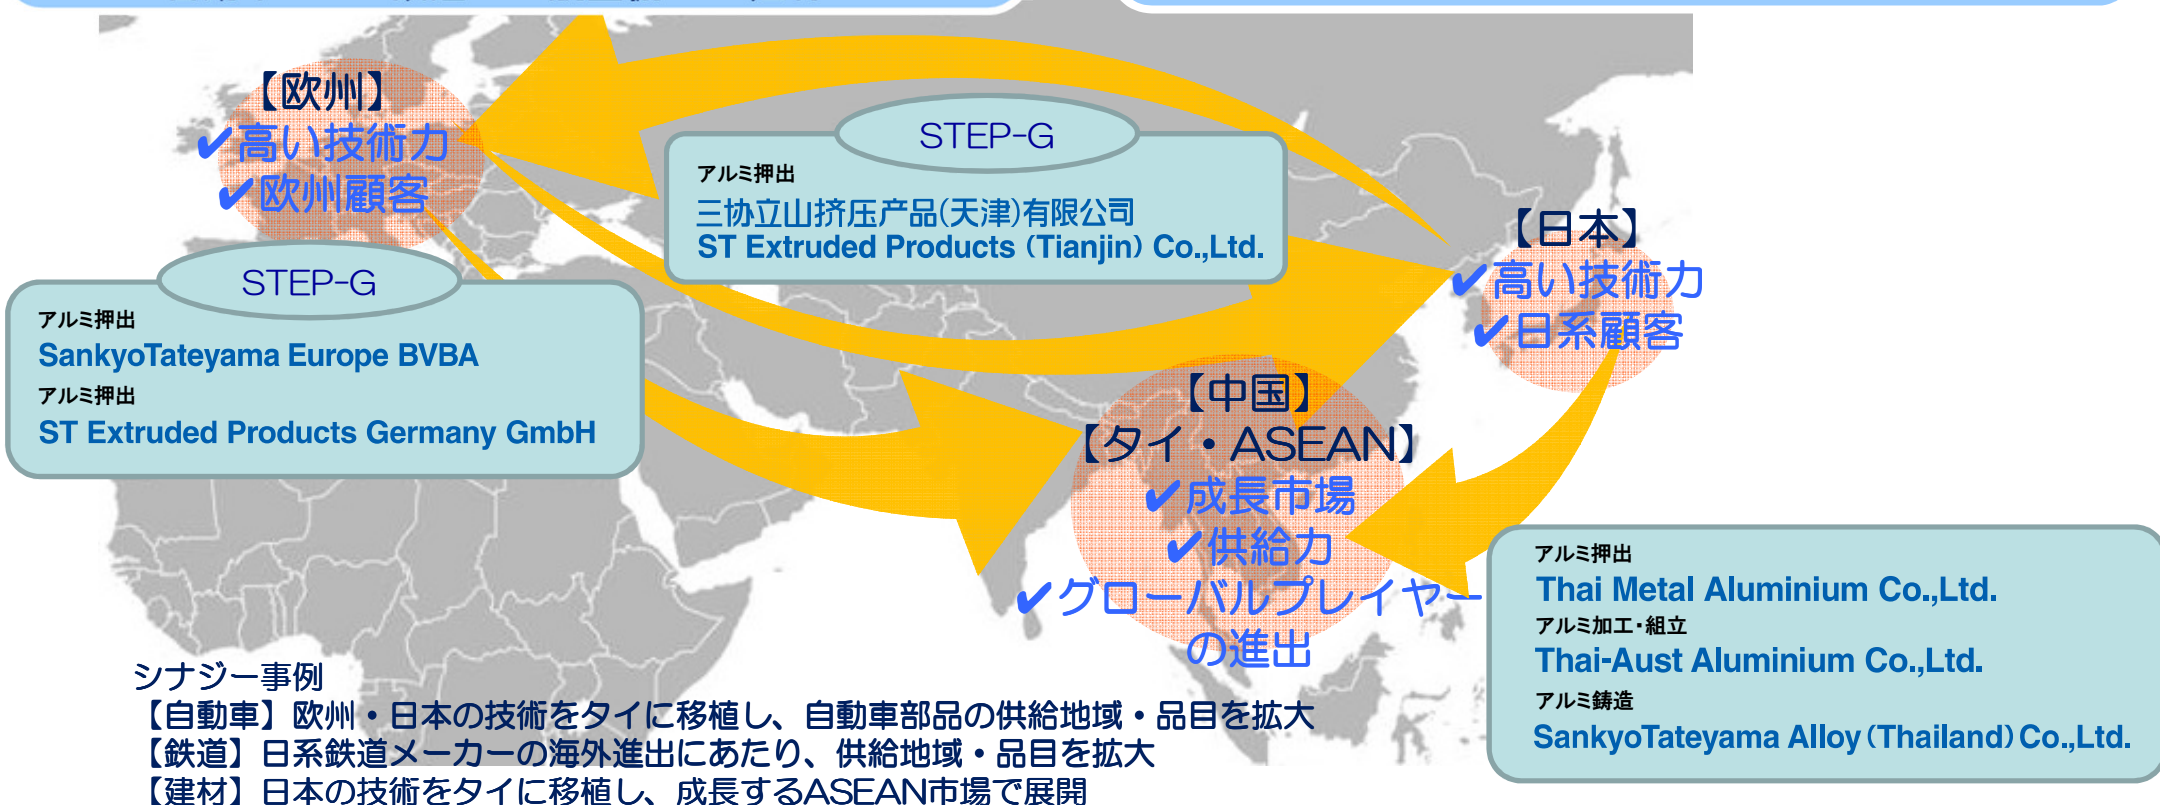 【欧州】
✔高い技術力
✔欧州顧客
STEP-G
アルミ押出
三协立山挤压产品(天津)有限公司
ST Extruded Products (Tianjin) Co.,Ltd.
【日本】
✔高い技術力
✔日系顧客
STEP-G
アルミ押出
SankyoTateyama Europe BVBA
アルミ押出
ST Extruded Products Germany GmbH
【中国】
【タイ・ASEAN】
✔成長市場
✔供給力
✔グローバルプレイヤー
の進出
アルミ押出
Thai Metal Aluminium Co.,Ltd.
アルミ加工・組立
Thai-Aust Aluminium Co.,Ltd.
アルミ鋳造
SankyoTateyama Alloy (Thailand) Co.,Ltd.
シナジー事例
【自動車】欧州・日本の技術をタイに移植し、自動車部品の供給地域・品目を拡大
【鉄道】日系鉄道メーカーの海外進出にあたり、供給地域・品目を拡大
【建材】日本の技術をタイに移植し、成長するASEAN市場で展開